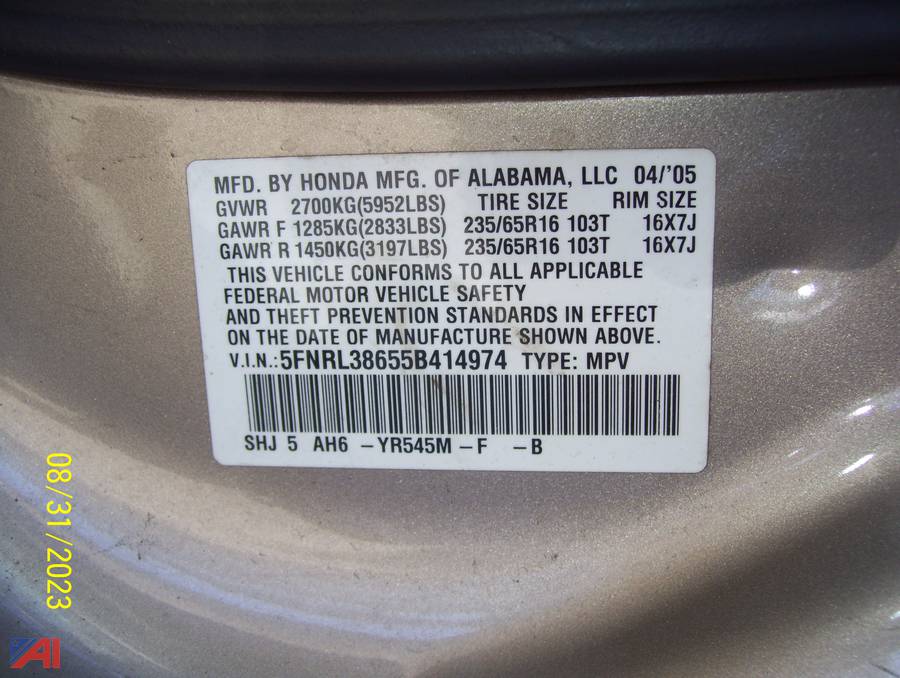 MFD. BY HONDA MFG. OF ALABAMA, LLC 04/'05
GVWR 2700KG(5952LBS) TIRE SIZE RIM SIZE
GAWR F 1285KG(2833LBS) 235/65R16 103T 16X7J
GAWR R 1450KG(3197LBS) 235/65R16 103T 16X7J
THIS VEHICLE CONFORMS TO ALL APPLICABLE
FEDERAL MOTOR VEHICLE SAFETY
AND THEFT PREVENTION STANDARDS IN EFFECT
ON THE DATE OF MANUFACTURE SHOWN ABOVE.
V.I.N.:5FNRL38655B414974 TYPE: MPV
SHJ 5 AH6 -YR545M -F -B
08/31/2023
AI